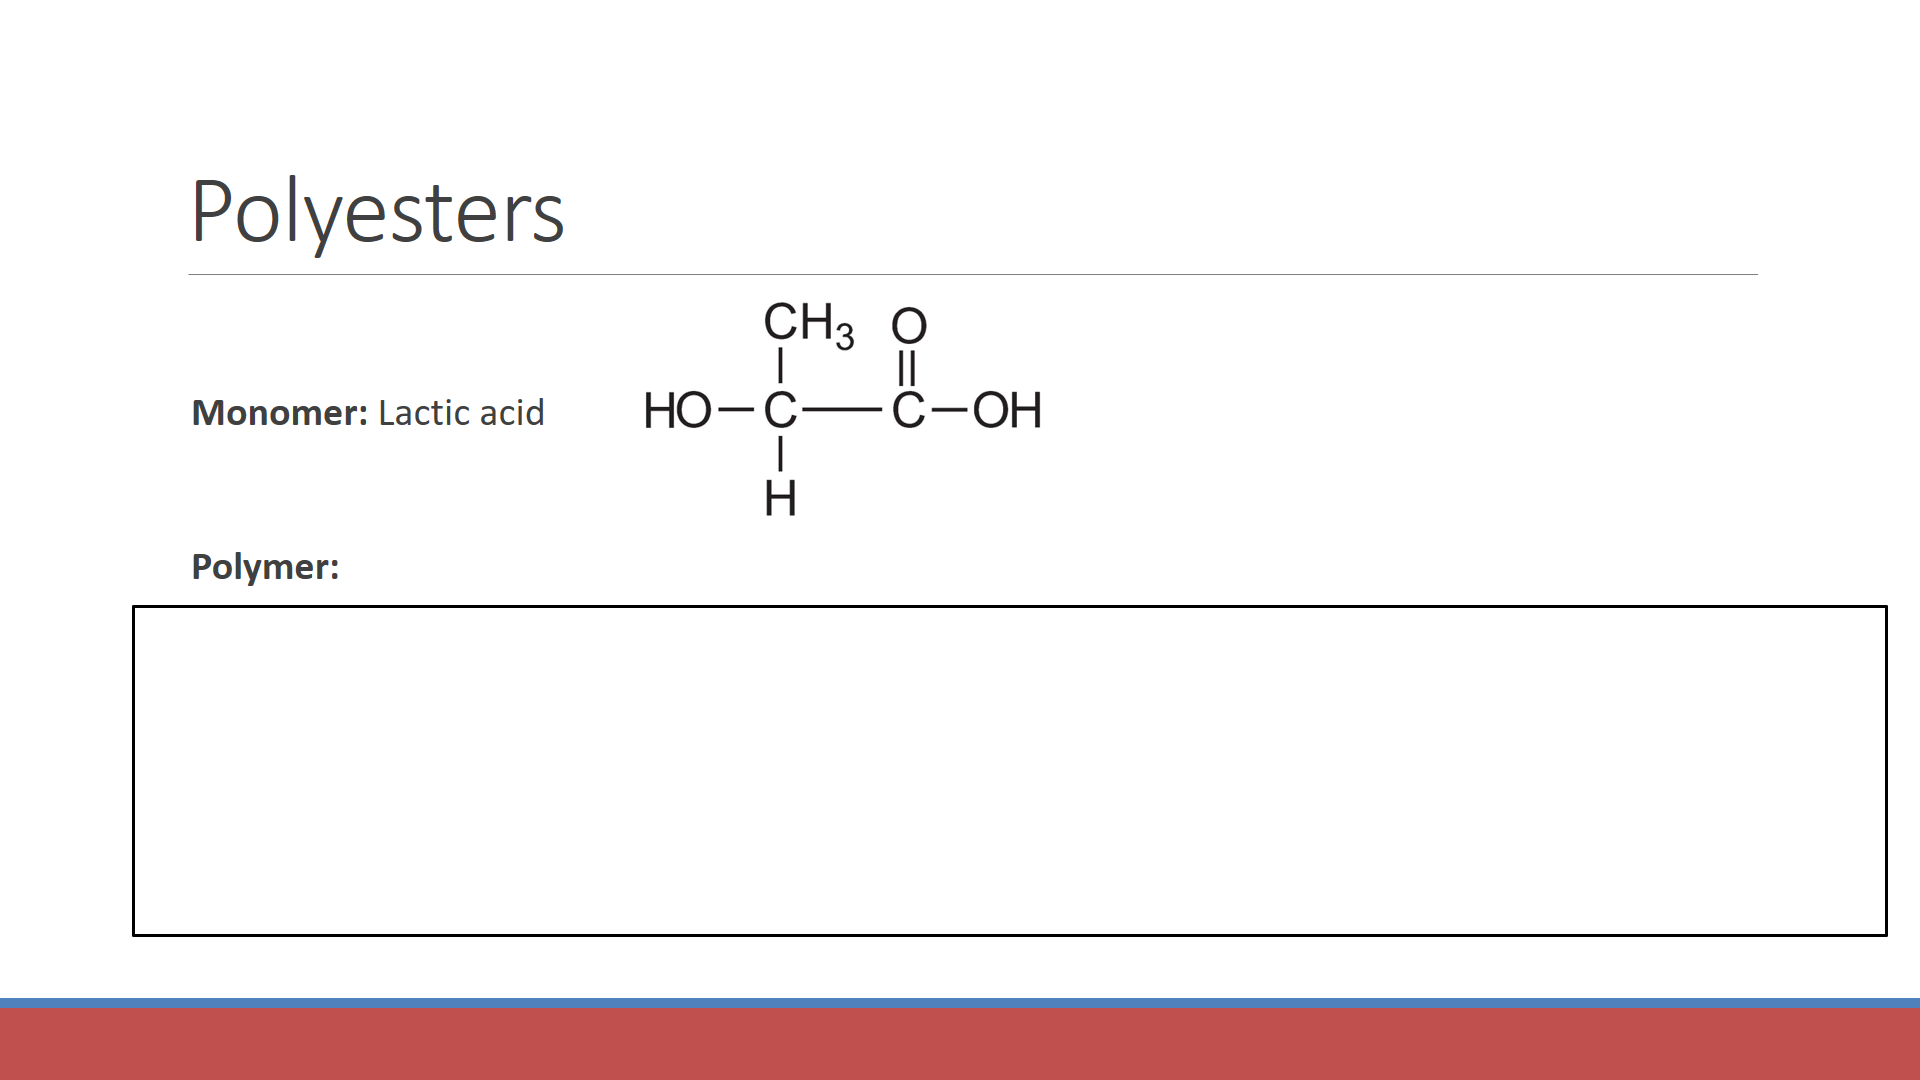 Polyesters
CH3 O
Monomer: Lactic acid HO C C OH
H
Polymer: